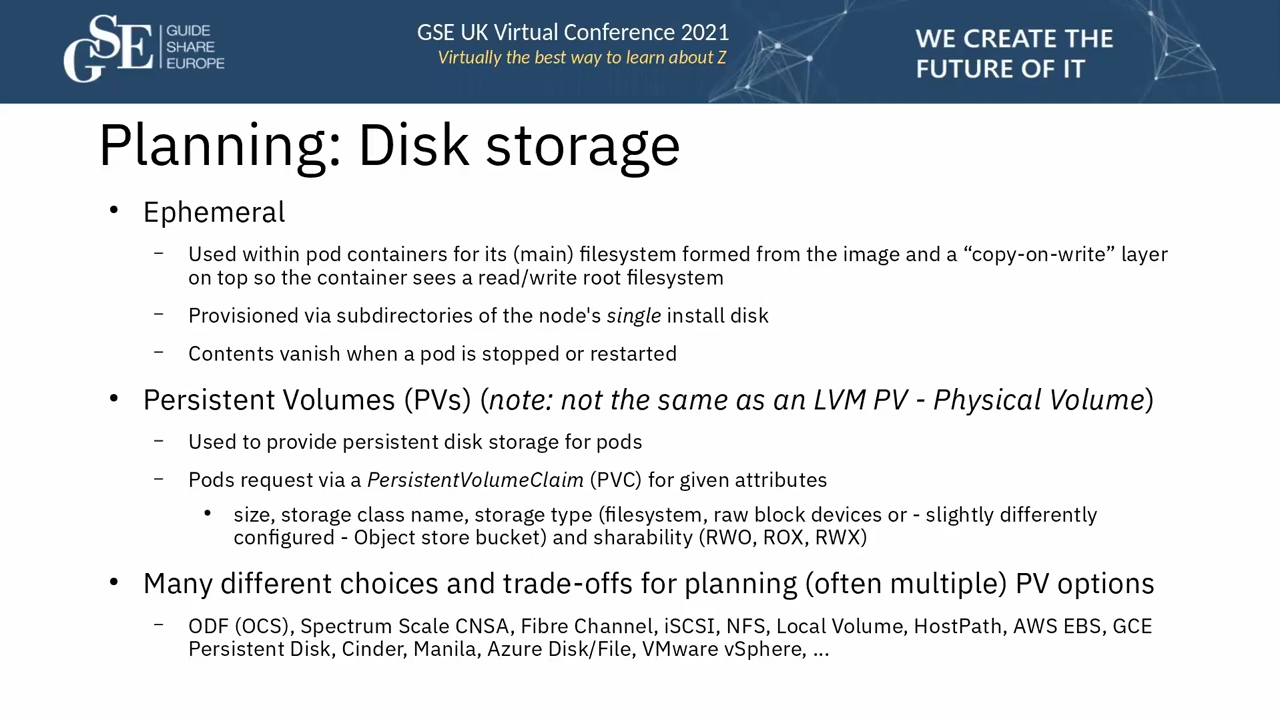 GSE
GUIDE
SHARE
EUROPE
GSE UK Virtual Conference 2021
Virtually the best way to learn about Z
WE CREATE THE
FUTURE OF IT
Planning: Disk storage
• Ephemeral
– Used within pod containers for its (main) filesystem formed from the image and a “copy-on-write” layer
on top so the container sees a read/write root filesystem
– Provisioned via subdirectories of the node's single install disk
– Contents vanish when a pod is stopped or restarted
• Persistent Volumes (PVs) (note: not the same as an LVM PV - Physical Volume)
– Used to provide persistent disk storage for pods
– Pods request via a PersistentVolumeClaim (PVC) for given attributes
• size, storage class name, storage type (filesystem, raw block devices or - slightly differently
configured - Object store bucket) and sharability (RWO, ROX, RWX)
• Many different choices and trade-offs for planning (often multiple) PV options
– ODF (OCS), Spectrum Scale CNSA, Fibre Channel, iSCSI, NFS, Local Volume, HostPath, AWS EBS, GCE
Persistent Disk, Cinder, Manila, Azure Disk/File, VMware vSphere, ...